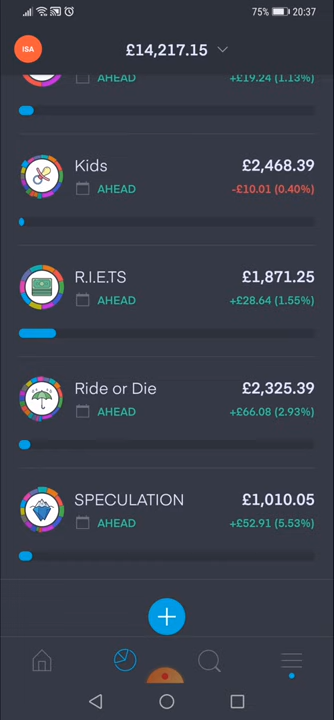 75% 20:37
ISA £14,217.15
AHEAD +£19.24 (1.13%)
Kids £2,468.39
AHEAD -£10.01 (0.40%)
R.I.E.TS £1,871.25
AHEAD +£28.64 (1.55%)
Ride or Die £2,325.39
AHEAD +£66.08 (2.93%)
SPECULATION £1,010.05
AHEAD +£52.91 (5.53%)